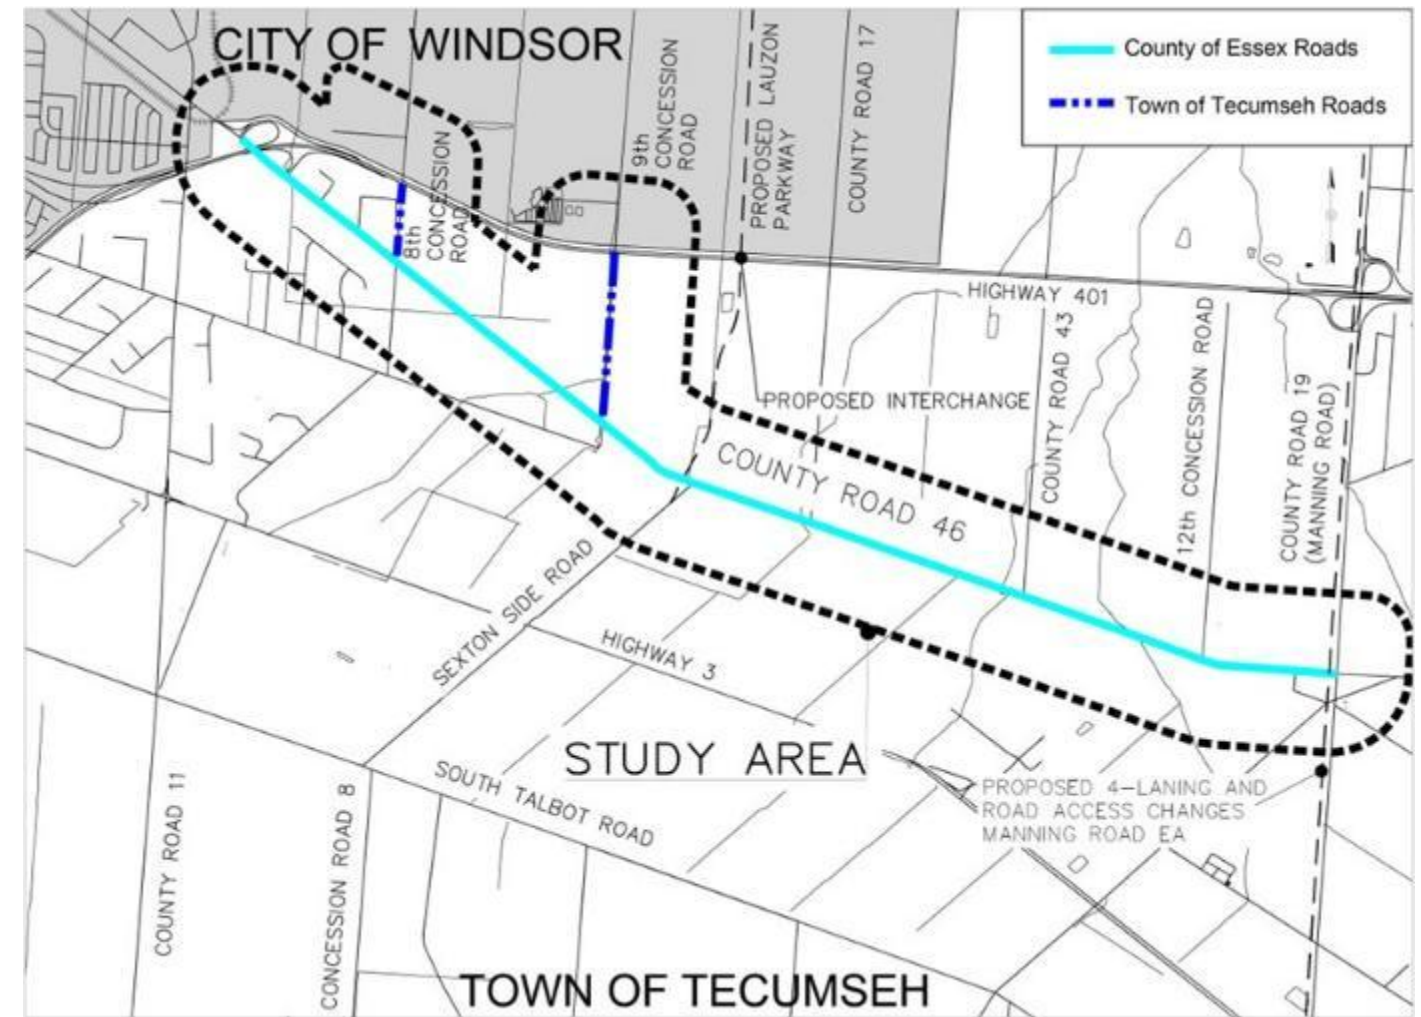 CITY OF WINDSOR
County of Essex Roads
Town of Tecumseh Roads
8th
CONCESSION
ROAD
9th
CONCESSION
ROAD
PROPOSED LAUZON
PARKWAY
COUNTY ROAD 17
HIGHWAY 401
PROPOSED INTERCHANGE
COUNTY ROAD 43
12th CONCESSION ROAD
COUNTY ROAD 19
(MANNING ROAD)
COUNTY ROAD 46
SEXTON SIDE ROAD
HIGHWAY 3
STUDY AREA
SOUTH TALBOT ROAD
PROPOSED 4-LANING AND
ROAD ACCESS CHANGES
MANNING ROAD EA
COUNTY ROAD 11
CONCESSION ROAD 8
TOWN OF TECUMSEH